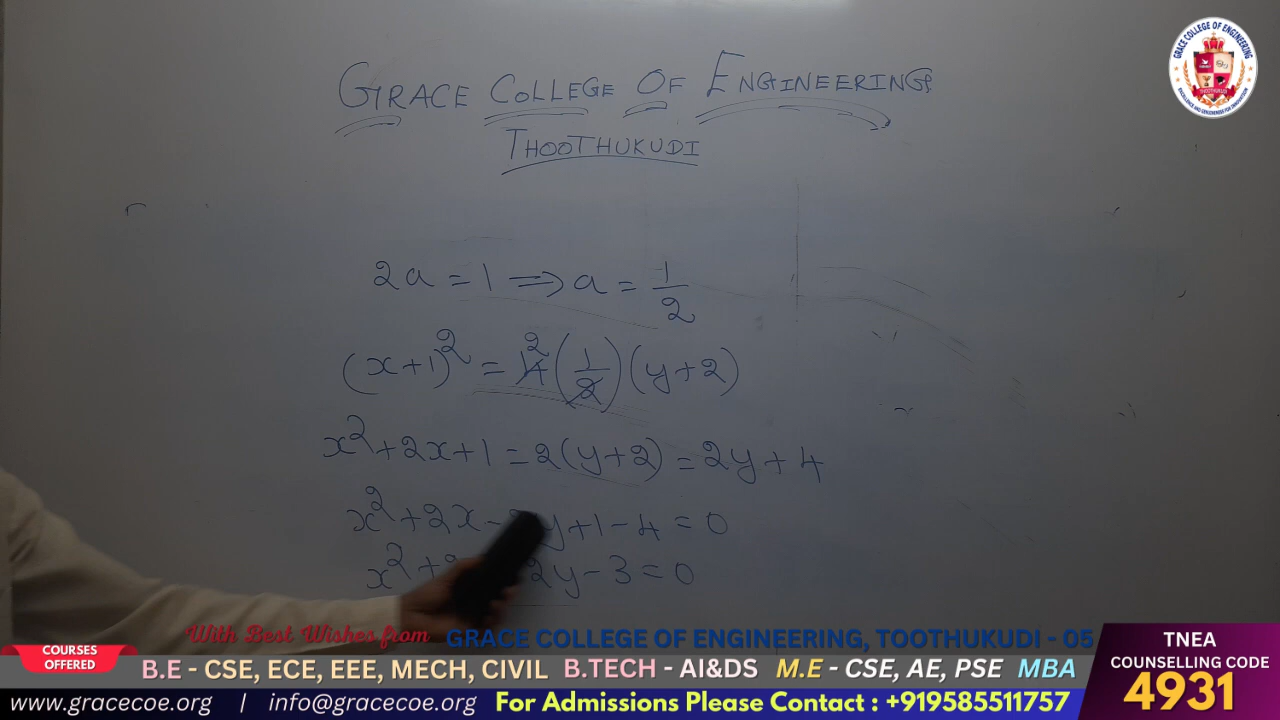 GRACE COLLEGE OF ENGINEERING
THOOTHUKUDI
2a = 1 ⟹ a = 1/2
(x+1)² = 4² (1/2) (y+2)
x²+2x+1 = 2(y+2) = 2y+4
x²+2x- y+1-4 = 0
x²+ 2y-3=0
GRACE COLLEGE OF ENGINEERING
THOOTHUKUDI
With Best Wishes from GRACE COLLEGE OF ENGINEERING, TOOTHUKUDI - 05
COURSES OFFERED
B.E - CSE, ECE, EEE, MECH, CIVIL B.TECH - AI&DS M.E - CSE, AE, PSE MBA
www.gracecoe.org | info@gracecoe.org For Admissions Please Contact : +919585511757
TNEA
COUNSELLING CODE
4931